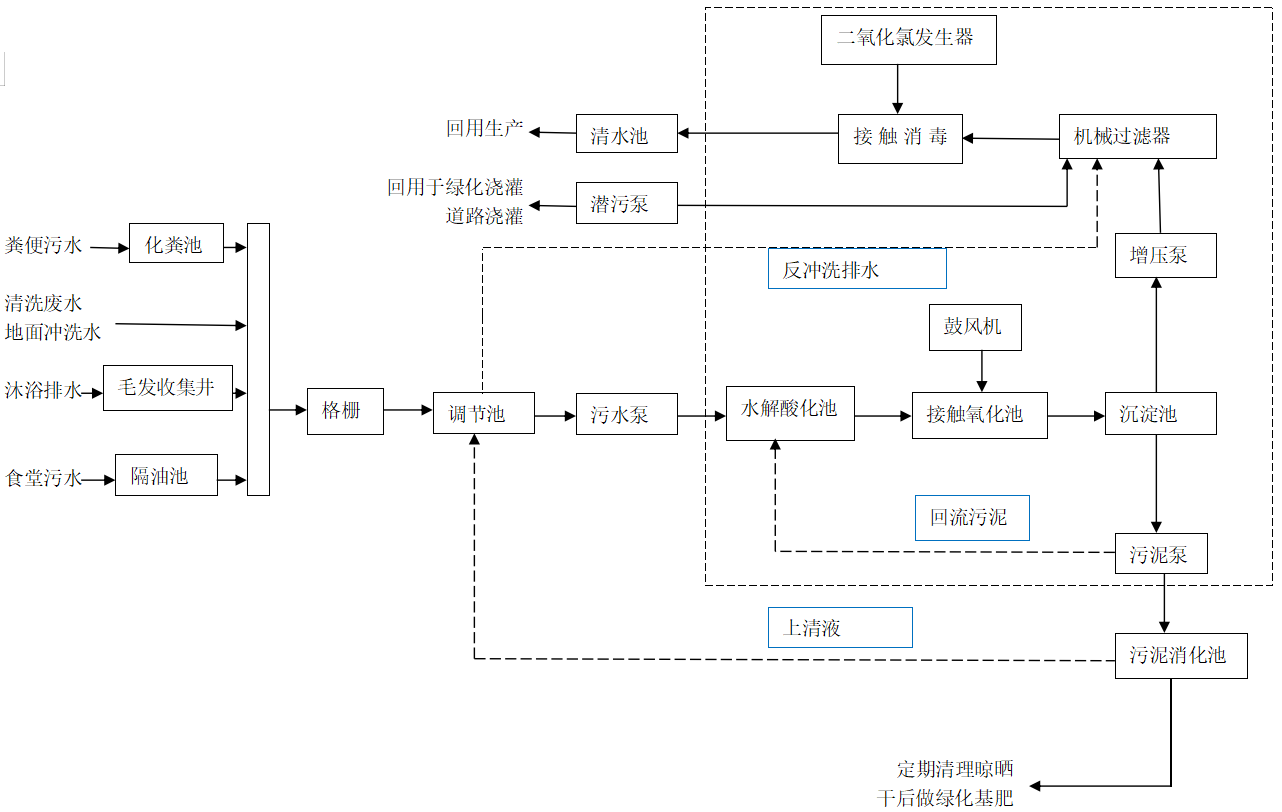 二氧化氯发生器
回用生产
清水池
接触消毒
机械过滤器
回用于绿化浇灌
道路浇灌
潜污泵
粪便污水
化粪池
增压泵
反冲洗排水
清洗废水
地面冲洗水
鼓风机
沐浴排水
毛发收集井
格栅
调节池
污水泵
水解酸化池
接触氧化池
沉淀池
食堂污水
隔油池
回流污泥
污泥泵
上清液
污泥消化池
定期清理晾晒
干后做绿化基肥